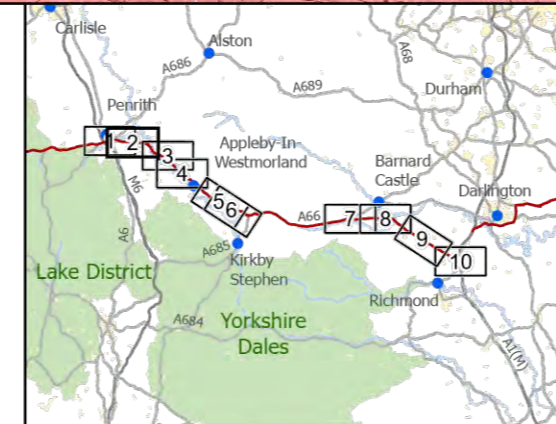 Carlisle
Alston
A686
A68
A689
Durham
Penrith
1
2
3
4
Appleby-In
Westmorland
Barnard
Castle
Darlington
M6
5
6
A66
7
8
9
10
A6
A685
Kirkby
Stephen
Lake District
Richmond
A684
Yorkshire
Dales
A1(M)